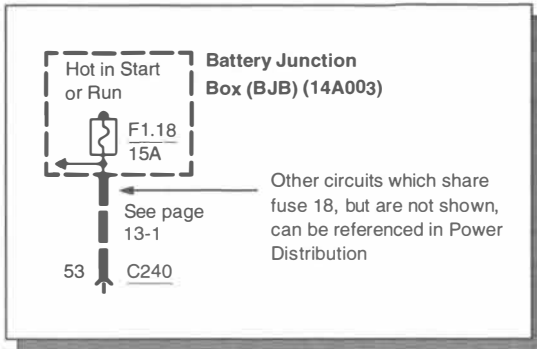 Hot in Start
or Run
Battery Junction
Box (BJB) (14A003)
F1.18
15A
See page
13-1
Other circuits which share
fuse 18, but are not shown,
can be referenced in Power
Distribution
53
C240